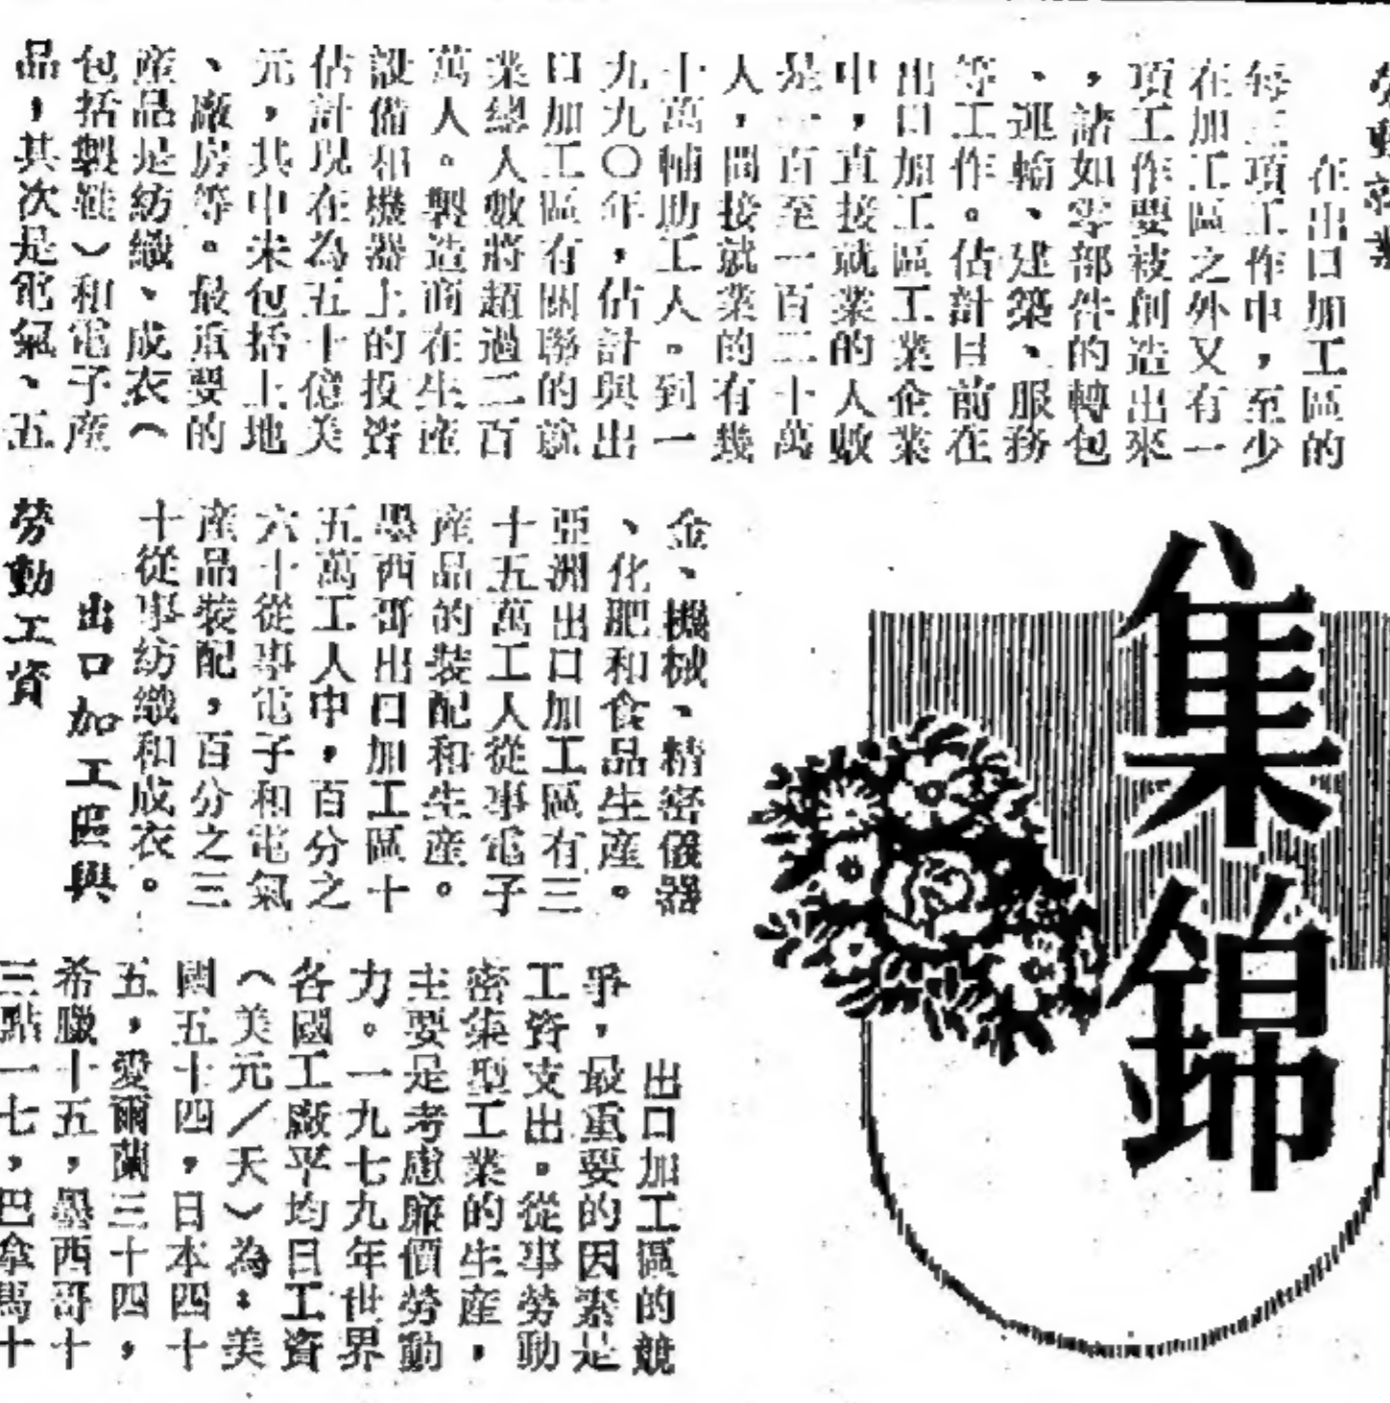 勞動就業
在出口加工區的
每三項工作中，至少
在加工區之外又有一
項工作要被創造出來
，諸如零部件的轉包
、運輸、建築、服務
等工作。估計目前在
出口加工區工業企業
中，直接就業的人數
是一百至一百二十萬
人，間接就業的有幾
十萬輔助工人。到一
九九〇年，估計與出
口加工區有關聯的就
業總人數將超過二百
萬人。製造商在生産
設備和機器上的投資
估計現在為五十億美
元，其中未包括土地
、廠房等。最重要的
産品是紡織、成衣（
包括製鞋）和電子産
品，其次是電氣、五
集錦
金、機械、精密儀器
、化肥和食品生産。
亞洲出口加工區有三
十五萬工人從事電子
産品的裝配和生産。
墨西哥出口加工區十
五萬工人中，百分之
六十從事電子和電氣
産品裝配，百分之三
十從事紡織和成衣。
出口加工區與
勞動工資
出口加工區的競
爭，最重要的因素是
工資支出。從事勞動
密集型工業的生産，
主要是考慮廉價勞動
力。一九七九年世界
各國工廠平均日工資
（美元／天）為：美
國五十四，日本四十
五，愛爾蘭三十四，
希臘十五，墨西哥十
三點一七，巴拿馬十